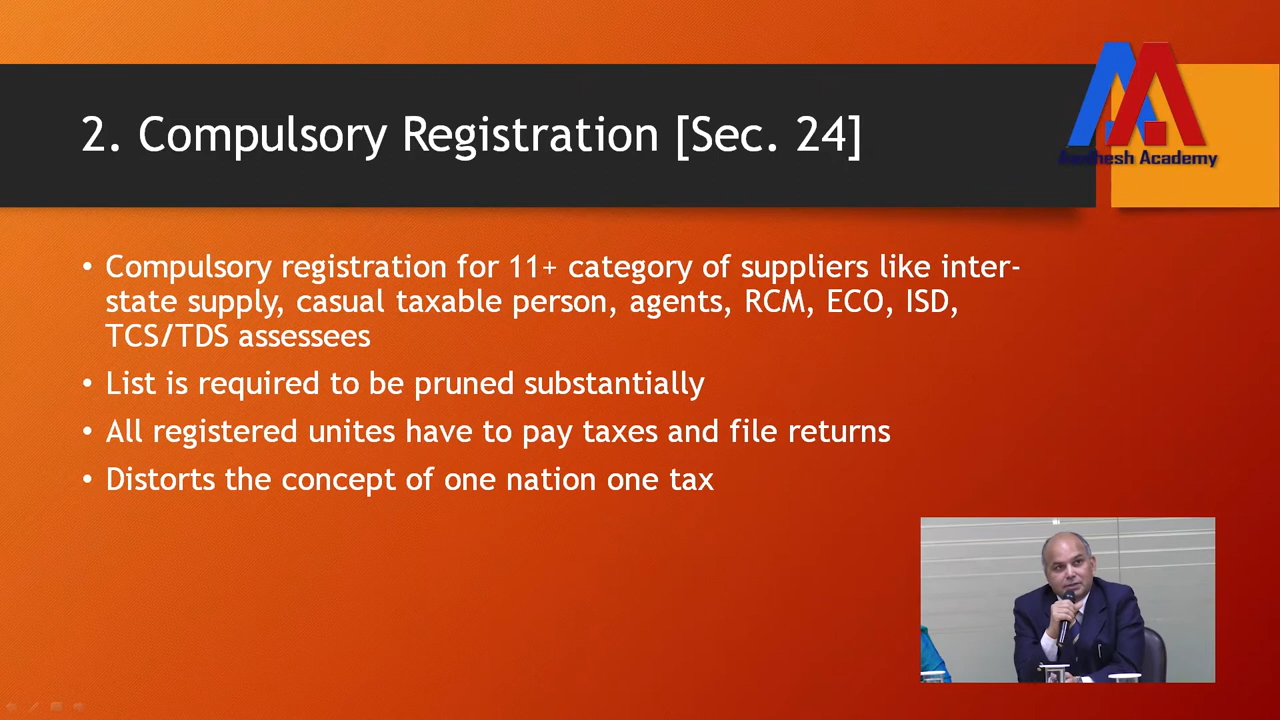 2. Compulsory Registration [Sec. 24]
Academy
• Compulsory registration for 11+ category of suppliers like inter-
state supply, casual taxable person, agents, RCM, ECO, ISD,
TCS/TDS assessees
• List is required to be pruned substantially
• All registered unites have to pay taxes and file returns
• Distorts the concept of one nation one tax